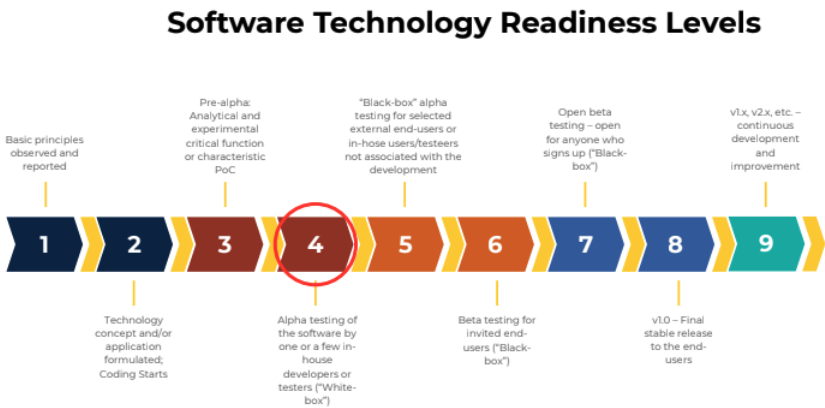 Software Technology Readiness Levels
Pre-alpha:
Analytical and
experimental
critical function
or characteristic
PoC
"Black-box" alpha
testing for selected
external end-users or
in-hose users/testeers
not associated with the
development
Open beta
testing – open
for anyone who
signs up ("Black-
box")
v1.x, v2.x, etc. –
continuous
development
and
improvement
Basic principles
observed and
reported
1
2
3
4
5
6
7
8
9
Technology
concept and/or
application
formulated;
Coding Starts
Alpha testing of
the software by
one or a few in-
house
developers or
testers ("White-
box")
Beta testing for
invited end-
users ("Black-
box")
v1.0 – Final
stable release
to the end-
users